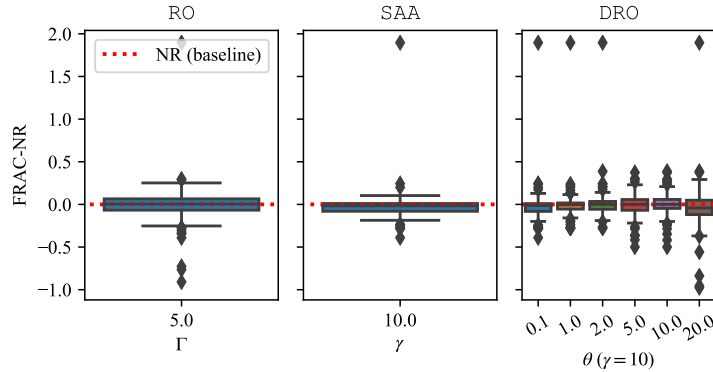 RO
SAA
DRO
2.0
1.5
1.0
0.5
0.0
−0.5
−1.0
FRAC-NR
NR (baseline)
5.0
10.0
0.1 1.0 2.0 5.0 10.0 20.0
Γ
γ
θ (γ = 10)